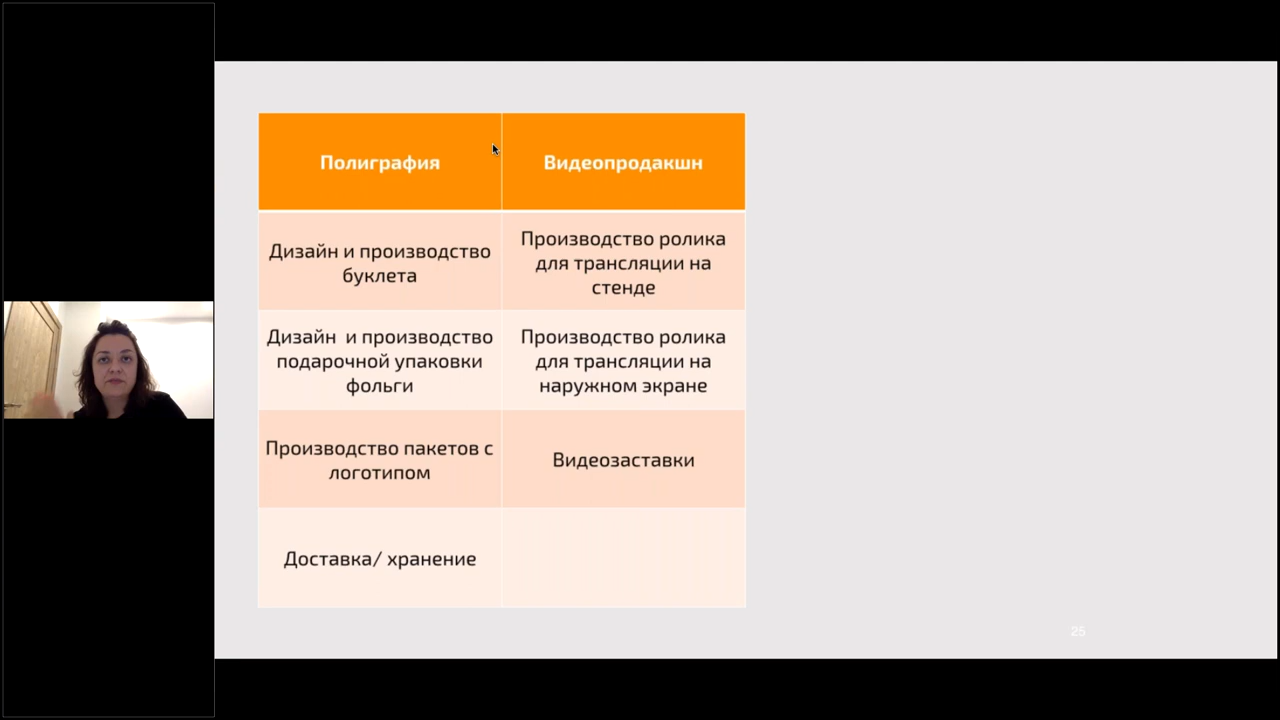 Полиграфия
Видеопродакшн
Дизайн и производство
буклета
Производство ролика
для трансляции на
стенде
Дизайн  и производство
подарочной упаковки
фольги
Производство ролика
для трансляции на
наружном экране
Производство пакетов с
логотипом
Видеозаставки
Доставка/ хранение
25